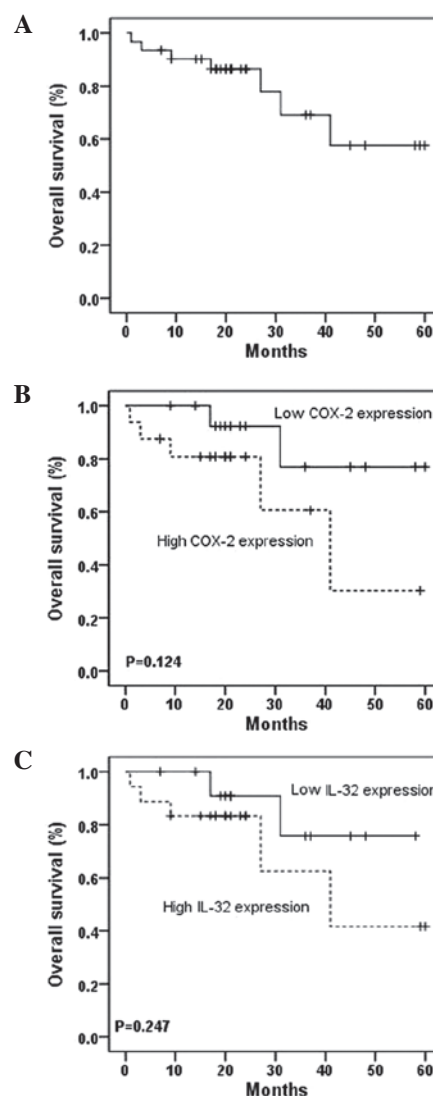 A
Overall survival (%)
1.0
0.8
0.6
0.4
0.2
0.0
0 10 20 30 40 50 60
Months
B
Overall survival (%)
1.0
0.8
0.6
0.4
0.2
0.0
Low COX-2 expression
High COX-2 expression
P=0.124
0 10 20 30 40 50 60
Months
C
Overall survival (%)
1.0
0.8
0.6
0.4
0.2
0.0
Low IL-32 expression
High IL-32 expression
P=0.247
0 10 20 30 40 50 60
Months